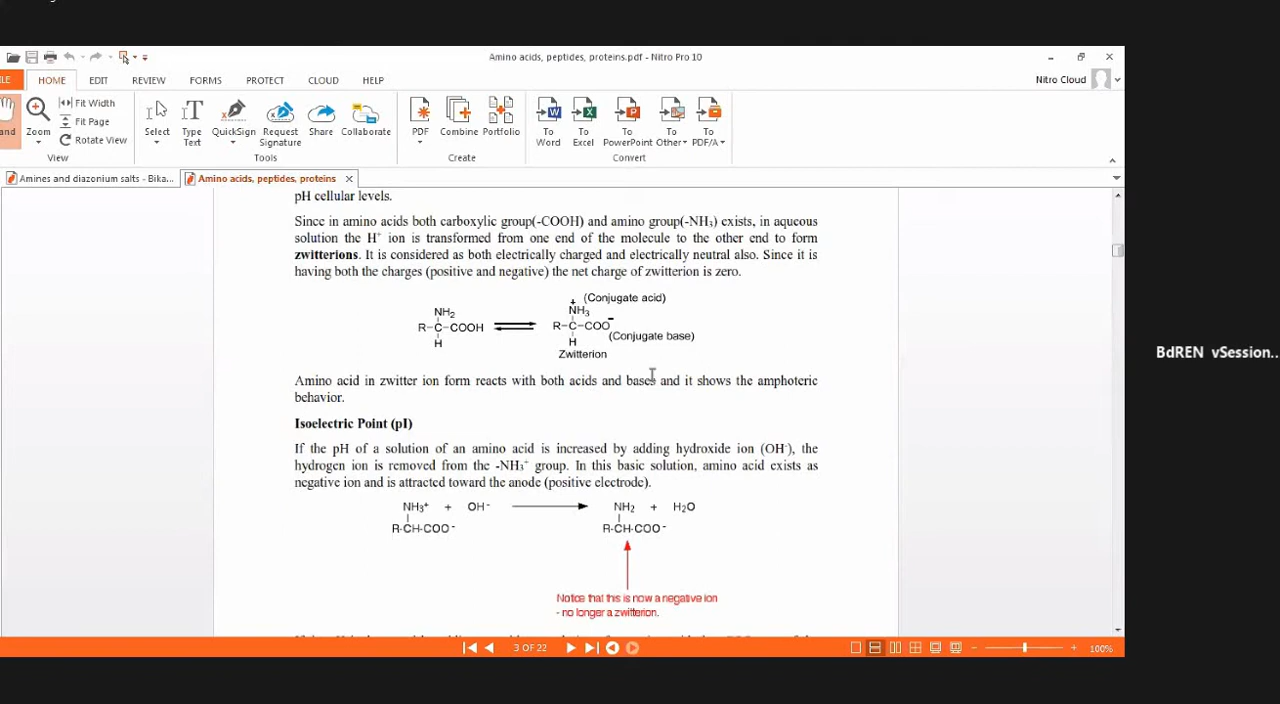 Amino acids, peptides, proteins.pdf - Nitro Pro 10
HOME EDIT REVIEW FORMS PROTECT CLOUD HELP
Nitro Cloud
Fit Width
Fit Page
Rotate View
Zoom
Select
Type Text
QuickSign
Request Signature
Share
Collaborate
PDF
Combine
Portfolio
To Word
To Excel
To PowerPoint
To Other
To PDF/A
View
Tools
Create
Convert
Amines and diazonium salts - Bika...
Amino acids, peptides, proteins
pH cellular levels.
Since in amino acids both carboxylic group(-COOH) and amino group(-NH₃) exists, in aqueous
solution the H⁺ ion is transformed from one end of the molecule to the other end to form
zwitterions. It is considered as both electrically charged and electrically neutral also. Since it is
having both the charges (positive and negative) the net charge of zwitterion is zero.
NH₂
R-C-COOH
H
+ (Conjugate acid)
NH₃
R-C-COO⁻
(Conjugate base)
H
Zwitterion
Amino acid in zwitter ion form reacts with both acids and bases and it shows the amphoteric
behavior.
Isoelectric Point (pI)
If the pH of a solution of an amino acid is increased by adding hydroxide ion (OH⁻), the
hydrogen ion is removed from the -NH₃⁺ group. In this basic solution, amino acid exists as
negative ion and is attracted toward the anode (positive electrode).
NH₃⁺ + OH⁻ NH₂ + H₂O
R-CH-COO⁻ R-CH-COO⁻
Notice that this is now a negative ion
- no longer a zwitterion.
3 OF 22
100%
BdREN vSession...